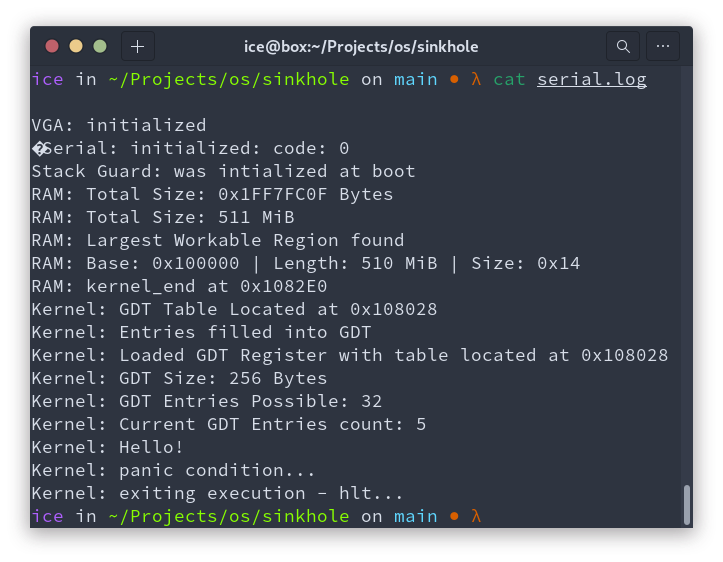 ice@box:~/Projects/os/sinkhole
ice in ~/Projects/os/sinkhole on main • λ cat serial.log
VGA: initialized
�Serial: initialized: code: 0
Stack Guard: was intialized at boot
RAM: Total Size: 0x1FF7FC0F Bytes
RAM: Total Size: 511 MiB
RAM: Largest Workable Region found
RAM: Base: 0x100000 | Length: 510 MiB | Size: 0x14
RAM: kernel_end at 0x1082E0
Kernel: GDT Table Located at 0x108028
Kernel: Entries filled into GDT
Kernel: Loaded GDT Register with table located at 0x108028
Kernel: GDT Size: 256 Bytes
Kernel: GDT Entries Possible: 32
Kernel: Current GDT Entries count: 5
Kernel: Hello!
Kernel: panic condition...
Kernel: exiting execution – hlt...
ice in ~/Projects/os/sinkhole on main • λ